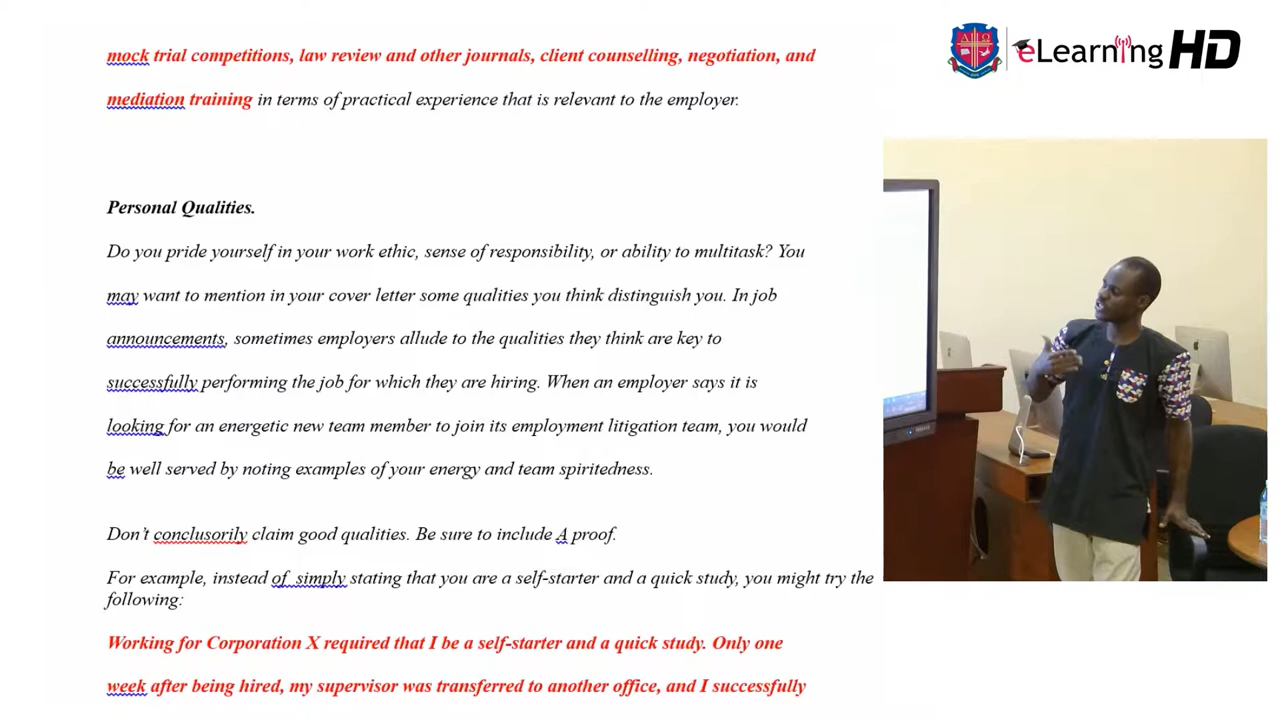 mock trial competitions, law review and other journals, client counselling, negotiation, and
mediation training in terms of practical experience that is relevant to the employer.
eLearning HD
Personal Qualities.
Do you pride yourself in your work ethic, sense of responsibility, or ability to multitask? You
may want to mention in your cover letter some qualities you think distinguish you. In job
announcements, sometimes employers allude to the qualities they think are key to
successfully performing the job for which they are hiring. When an employer says it is
looking for an energetic new team member to join its employment litigation team, you would
be well served by noting examples of your energy and team spiritedness.
Don't conclusorily claim good qualities. Be sure to include A proof.
For example, instead of  simply stating that you are a self-starter and a quick study, you might try the
following:
Working for Corporation X required that I be a self-starter and a quick study. Only one
week after being hired, my supervisor was transferred to another office, and I successfully